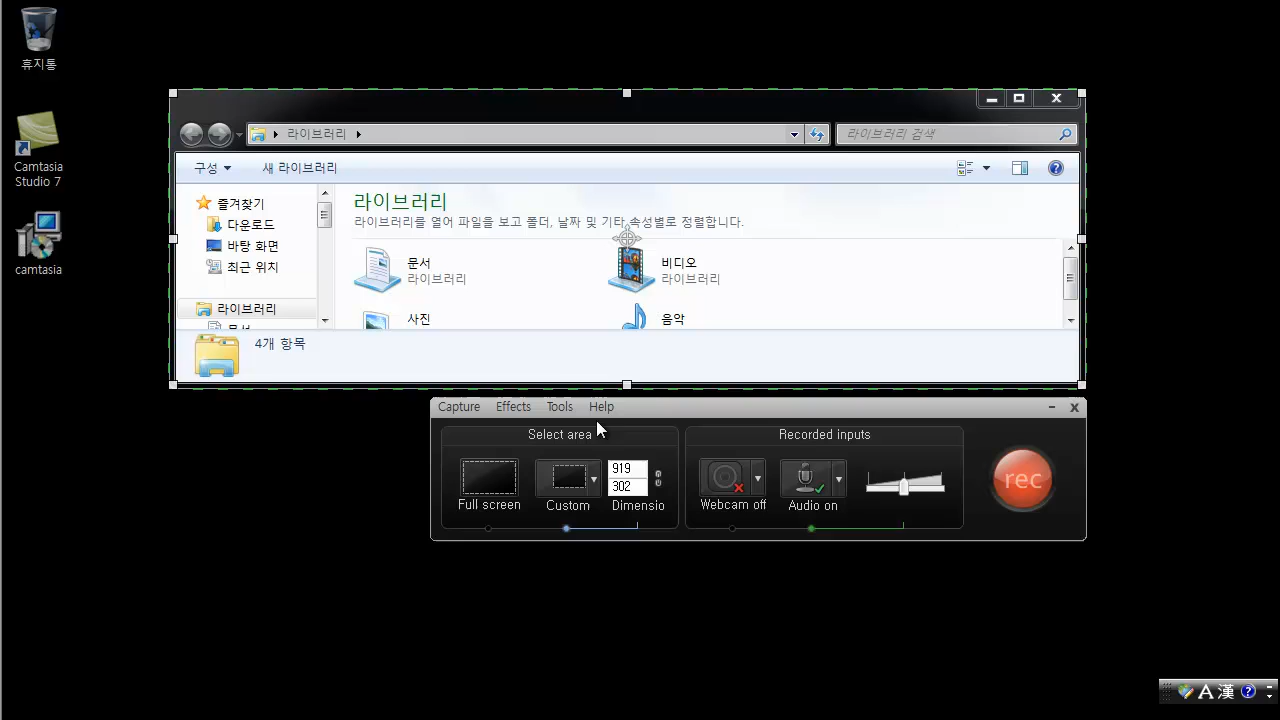 휴지통
Camtasia
Studio 7
camtasia
라이브러리
라이브러리 검색
구성
새 라이브러리
즐겨찾기
다운로드
바탕 화면
최근 위치
라이브러리
문서
라이브러리
라이브러리를 열어 파일을 보고 폴더, 날짜 및 기타 속성별로 정렬합니다.
문서
라이브러리
비디오
라이브러리
사진
음악
4개 항목
Capture Effects Tools Help
Select area
Full screen
Custom
919
302
Dimensio
Recorded inputs
Webcam off
Audio on
rec
A 漢